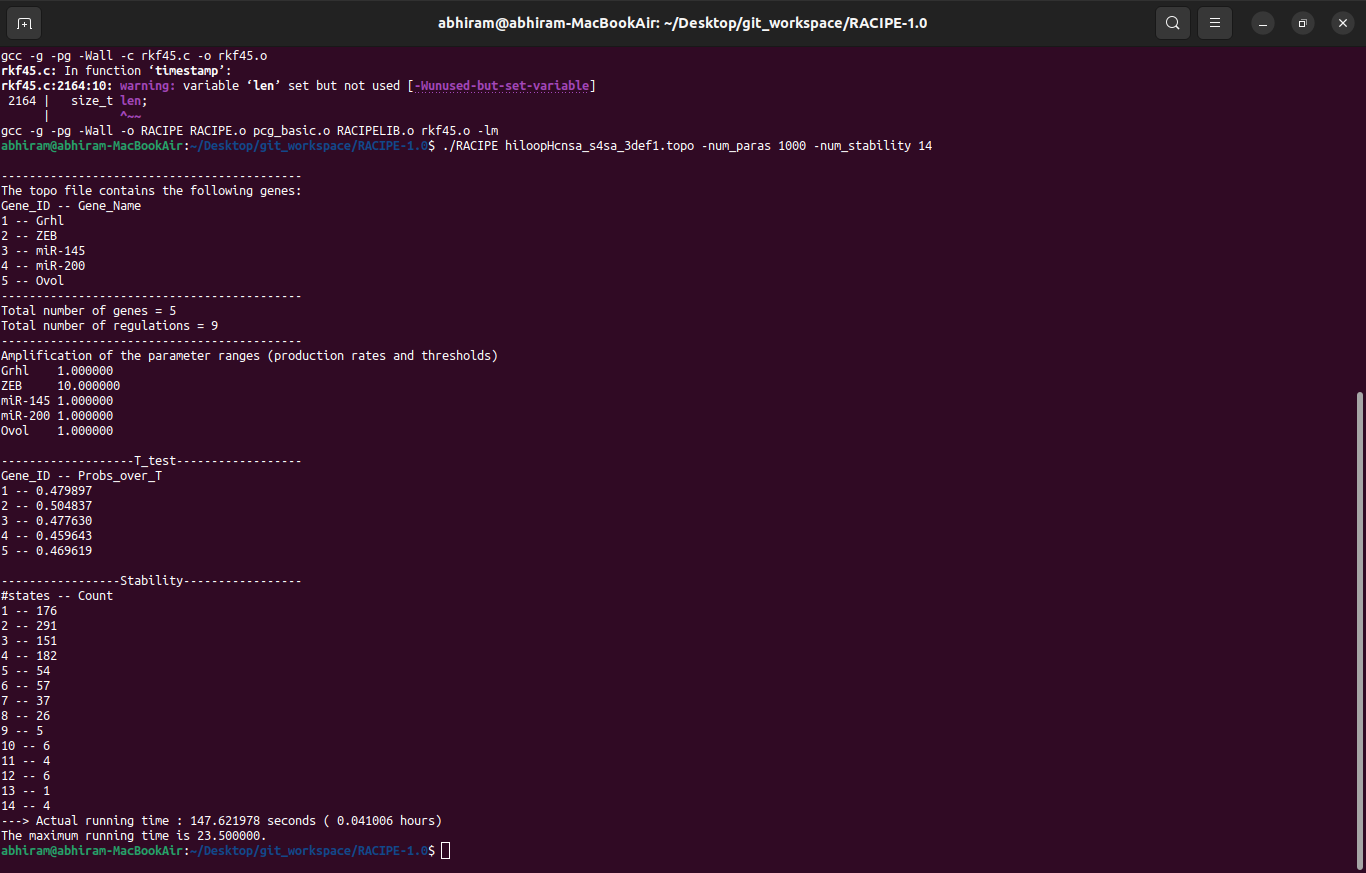 abhiram@abhiram-MacBookAir: ~/Desktop/git_workspace/RACIPE-1.0
gcc -g -pg -Wall -c rkf45.c -o rkf45.o
rkf45.c: In function ‘timestamp’:
rkf45.c:2164:10: warning: variable ‘len’ set but not used [-Wunused-but-set-variable]
 2164 |   size_t len;
      |          ^~~
gcc -g -pg -Wall -o RACIPE RACIPE.o pcg_basic.o RACIPELIB.o rkf45.o -lm
abhiram@abhiram-MacBookAir:~/Desktop/git_workspace/RACIPE-1.0$ ./RACIPE hiloopHcnsa_s4sa_3def1.topo -num_paras 1000 -num_stability 14
-------------------------------------------
The topo file contains the following genes:
Gene_ID -- Gene_Name
1 -- Grhl
2 -- ZEB
3 -- miR-145
4 -- miR-200
5 -- Ovol
-------------------------------------------
Total number of genes = 5
Total number of regulations = 9
-------------------------------------------
Amplification of the parameter ranges (production rates and thresholds)
Grhl    1.000000
ZEB     10.000000
miR-145 1.000000
miR-200 1.000000
Ovol    1.000000
-------------------T_test------------------
Gene_ID -- Probs_over_T
1 -- 0.479897
2 -- 0.504837
3 -- 0.477630
4 -- 0.459643
5 -- 0.469619
-----------------Stability-----------------
#states -- Count
1 -- 176
2 -- 291
3 -- 151
4 -- 182
5 -- 54
6 -- 57
7 -- 37
8 -- 26
9 -- 5
10 -- 6
11 -- 4
12 -- 6
13 -- 1
14 -- 4
---> Actual running time : 147.621978 seconds ( 0.041006 hours)
The maximum running time is 23.500000.
abhiram@abhiram-MacBookAir:~/Desktop/git_workspace/RACIPE-1.0$